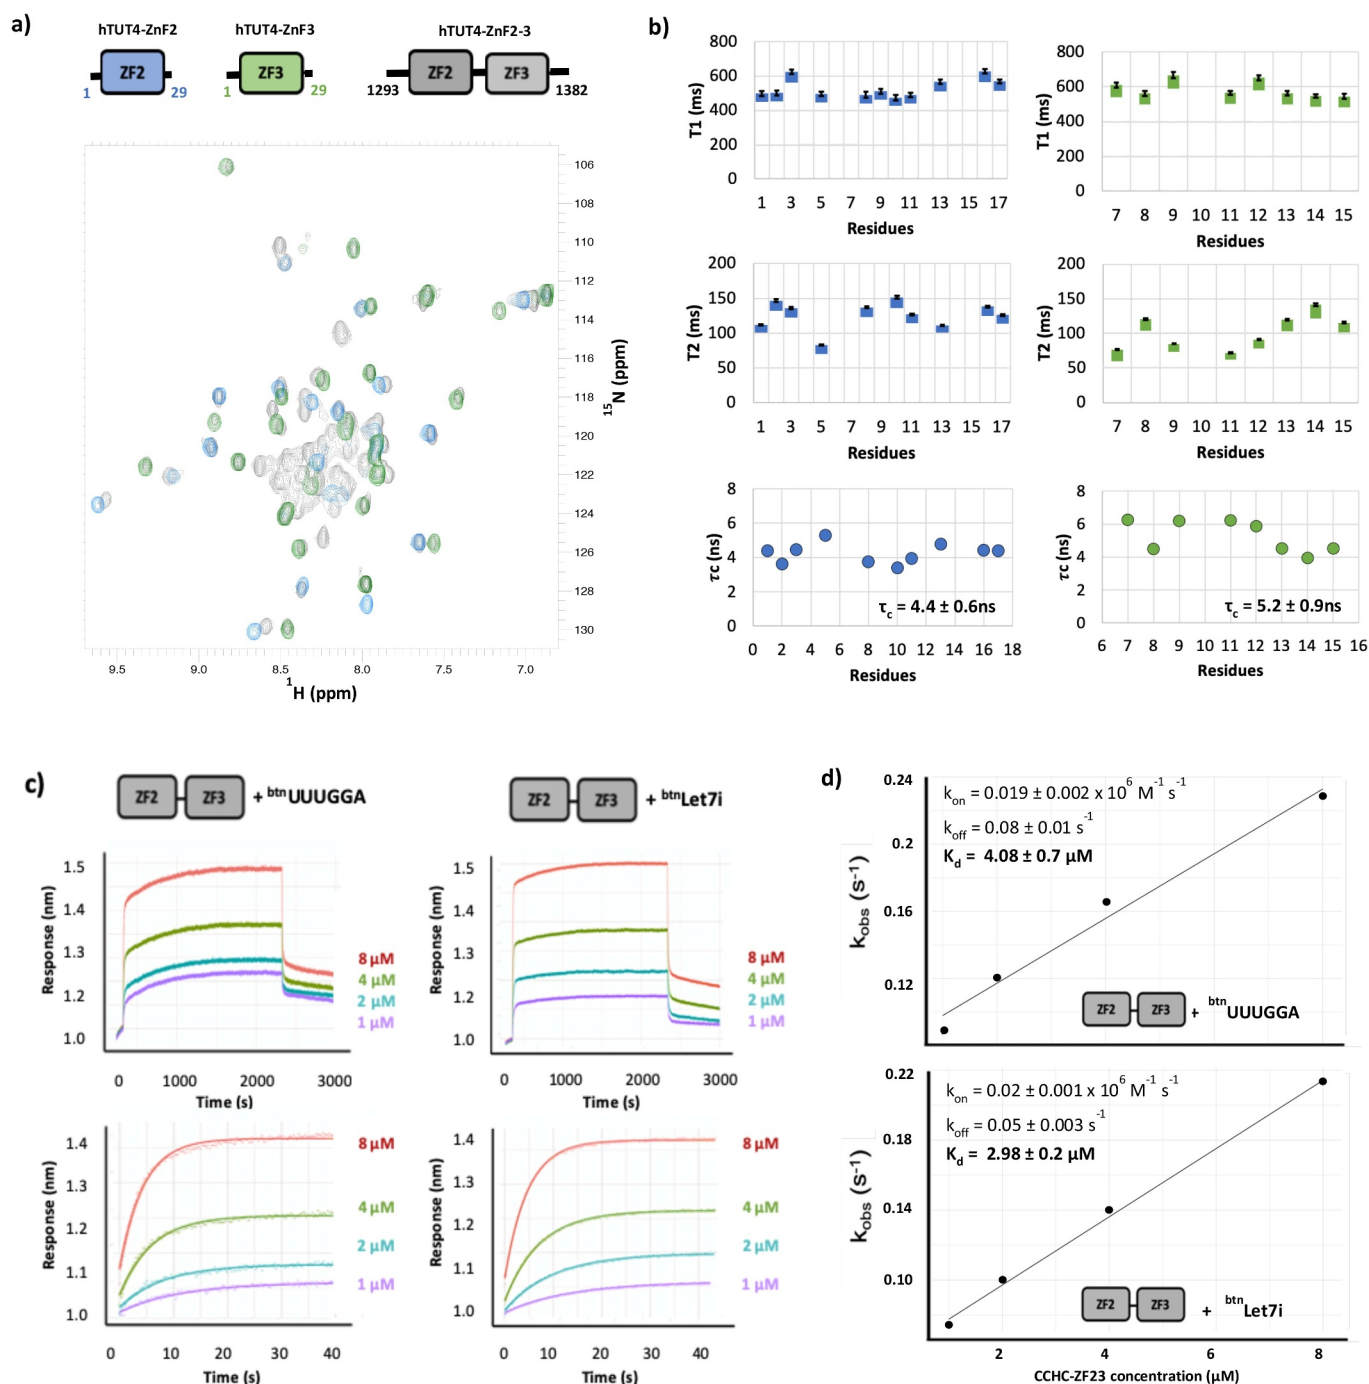 a)
hTUT4-ZnF2
hTUT4-ZnF3
hTUT4-ZnF2-3
ZF2
ZF3
ZF2
ZF3
1
29
1
29
1293
1382
106
108
110
112
114
116
118
120
122
124
126
128
130
15N (ppm)
9.5
9.0
8.5
8.0
7.5
7.0
1H (ppm)
b)
800
600
400
200
0
T1 (ms)
1 3 5 7 9 11 13 15 17
Residues
800
600
400
200
0
T1 (ms)
7 8 9 10 11 12 13 14 15
Residues
200
150
100
50
0
T2 (ms)
1 3 5 7 9 11 13 15 17
Residues
200
150
100
50
0
T2 (ms)
7 8 9 10 11 12 13 14 15
Residues
8
6
4
2
0
τc (ns)
τc = 4.4 ± 0.6ns
0 2 4 6 8 10 12 14 16 18
Residues
8
6
4
2
0
τc (ns)
τc = 5.2 ± 0.9ns
6 7 8 9 10 11 12 13 14 15 16
Residues
c)
ZF2
ZF3
+ btnUUUGGA
ZF2
ZF3
+ btnLet7i
1.5
1.4
1.3
1.2
1.0
Response (nm)
8 µM
4 µM
2 µM
1 µM
0 1000 2000 3000
Time (s)
1.5
1.4
1.3
1.2
1.0
Response (nm)
8 µM
4 µM
2 µM
1 µM
0 1000 2000 3000
Time (s)
1.4
1.3
1.2
1.1
1.0
Response (nm)
8 µM
4 µM
2 µM
1 µM
0 10 20 30 40
Time (s)
1.4
1.3
1.2
1.1
1.0
Response (nm)
8 µM
4 µM
2 µM
1 µM
0 10 20 30 40
Time (s)
d)
0.24
0.2
0.16
0.12
kobs (s-1)
kon = 0.019 ± 0.002 x 106 M-1 s-1
koff = 0.08 ± 0.01 s-1
Kd = 4.08 ± 0.7 µM
ZF2
ZF3
+ btnUUUGGA
0.22
0.18
0.14
0.10
kobs (s-1)
kon = 0.02 ± 0.001 x 106 M-1 s-1
koff = 0.05 ± 0.003 s-1
Kd = 2.98 ± 0.2 µM
ZF2
ZF3
+ btnLet7i
2 4 6 8
CCHC-ZF23 concentration (µM)